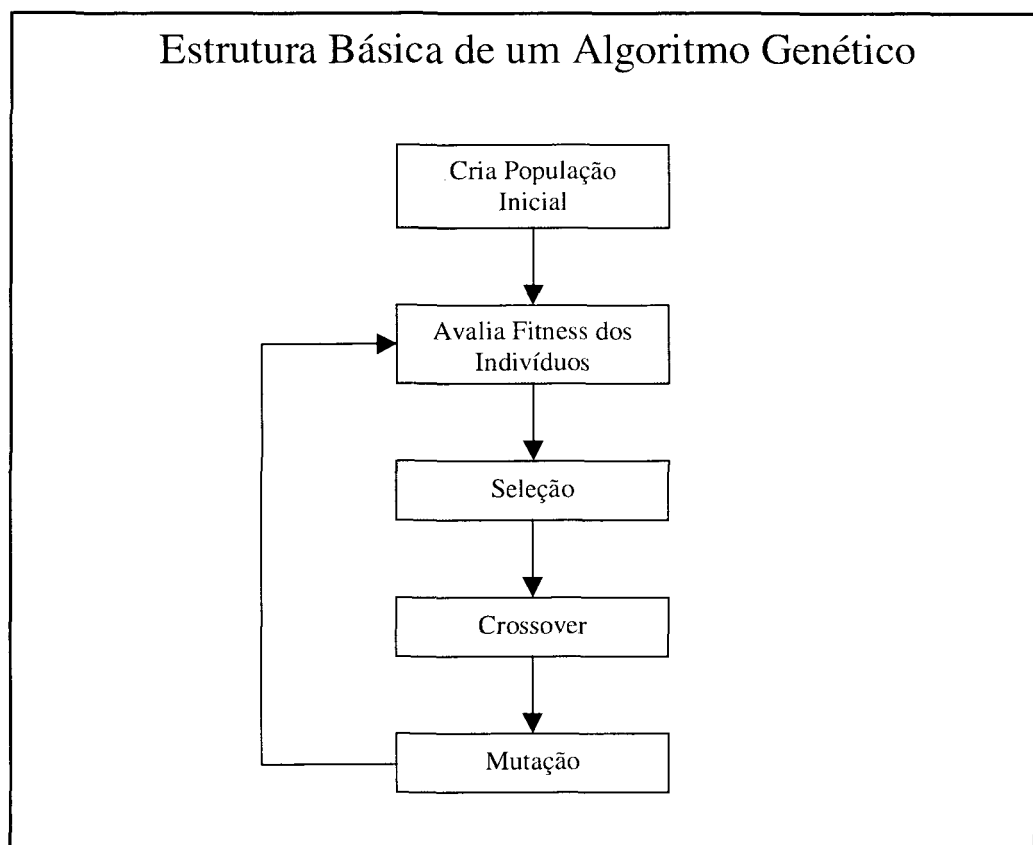 Estrutura Básica de um Algoritmo Genético
Cria População
Inicial
Avalia Fitness dos
Indivíduos
Seleção
Crossover
Mutação